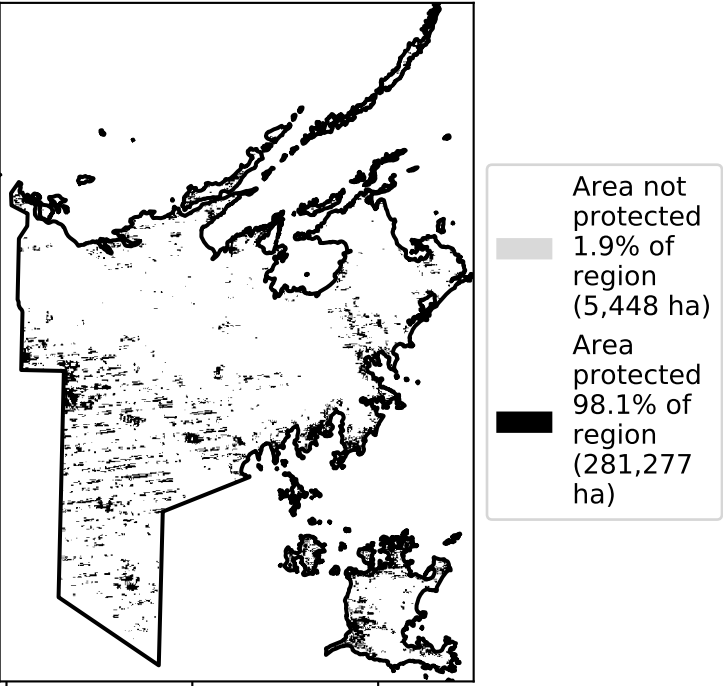 Area not
protected
1.9% of
region
(5,448 ha)
Area
protected
98.1% of
region
(281,277
ha)